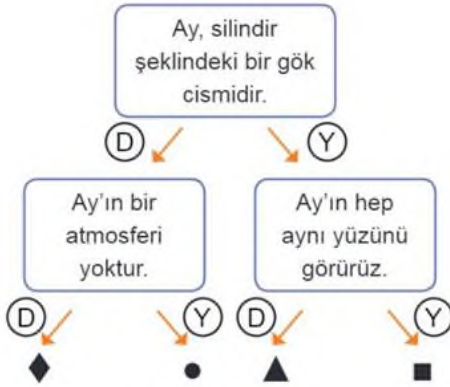 Ay, silindir
şeklindeki bir gök
cismidir.
D
Y
Ay'ın bir
atmosferi
yoktur.
Ay'ın hep
aynı yüzünü
görürüz.
D
Y
D
Y